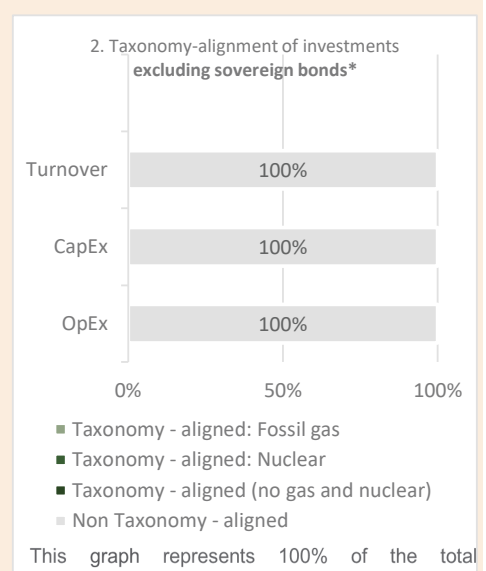 2. Taxonomy-alignment of investments
excluding sovereign bonds*
Turnover 100%
CapEx 100%
OpEx 100%
0% 50% 100%
Taxonomy - aligned: Fossil gas
Taxonomy - aligned: Nuclear
Taxonomy - aligned (no gas and nuclear)
Non Taxonomy - aligned
This graph represents 100% of the total